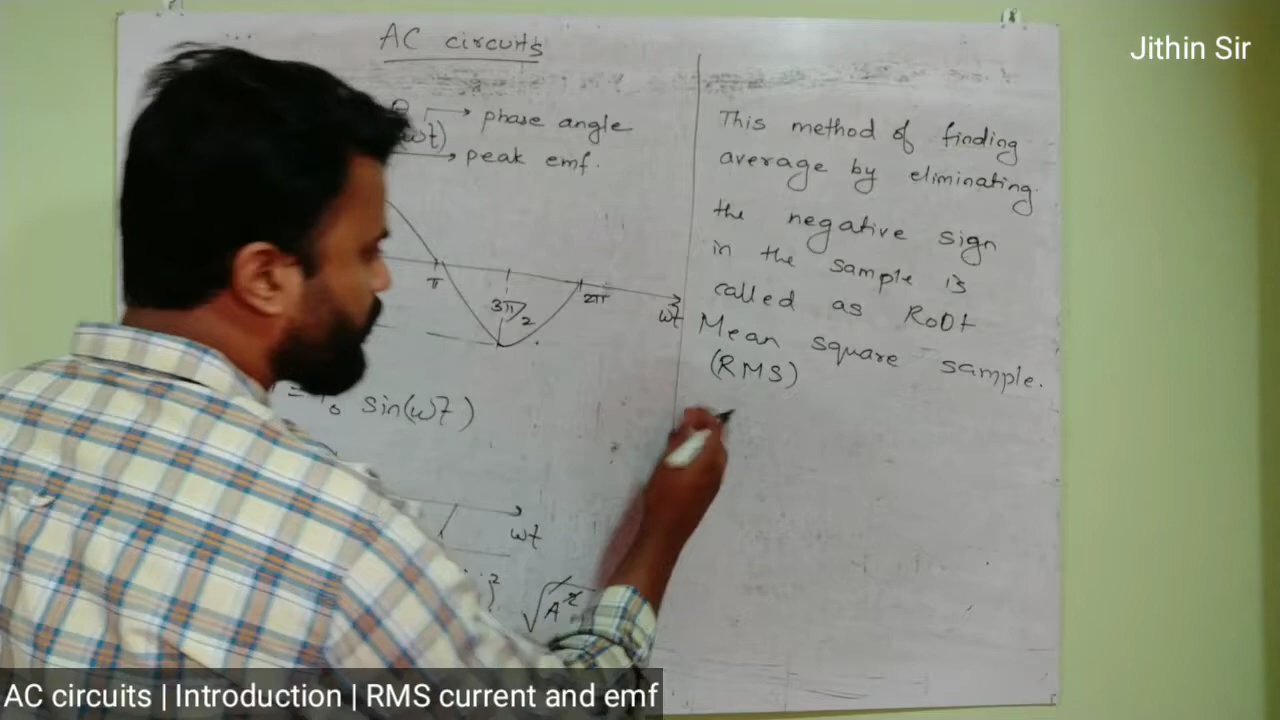 Jithin Sir
AC circuits
phase angle
ωt)
peak emf.
π
3π/2
2π
ωt
sin(ωt)
ωt
√A²
This method of finding
average by eliminating
the negative sign
in the sample is
called as Root
Mean square sample.
(RMS)
AC circuits | Introduction | RMS current and emf